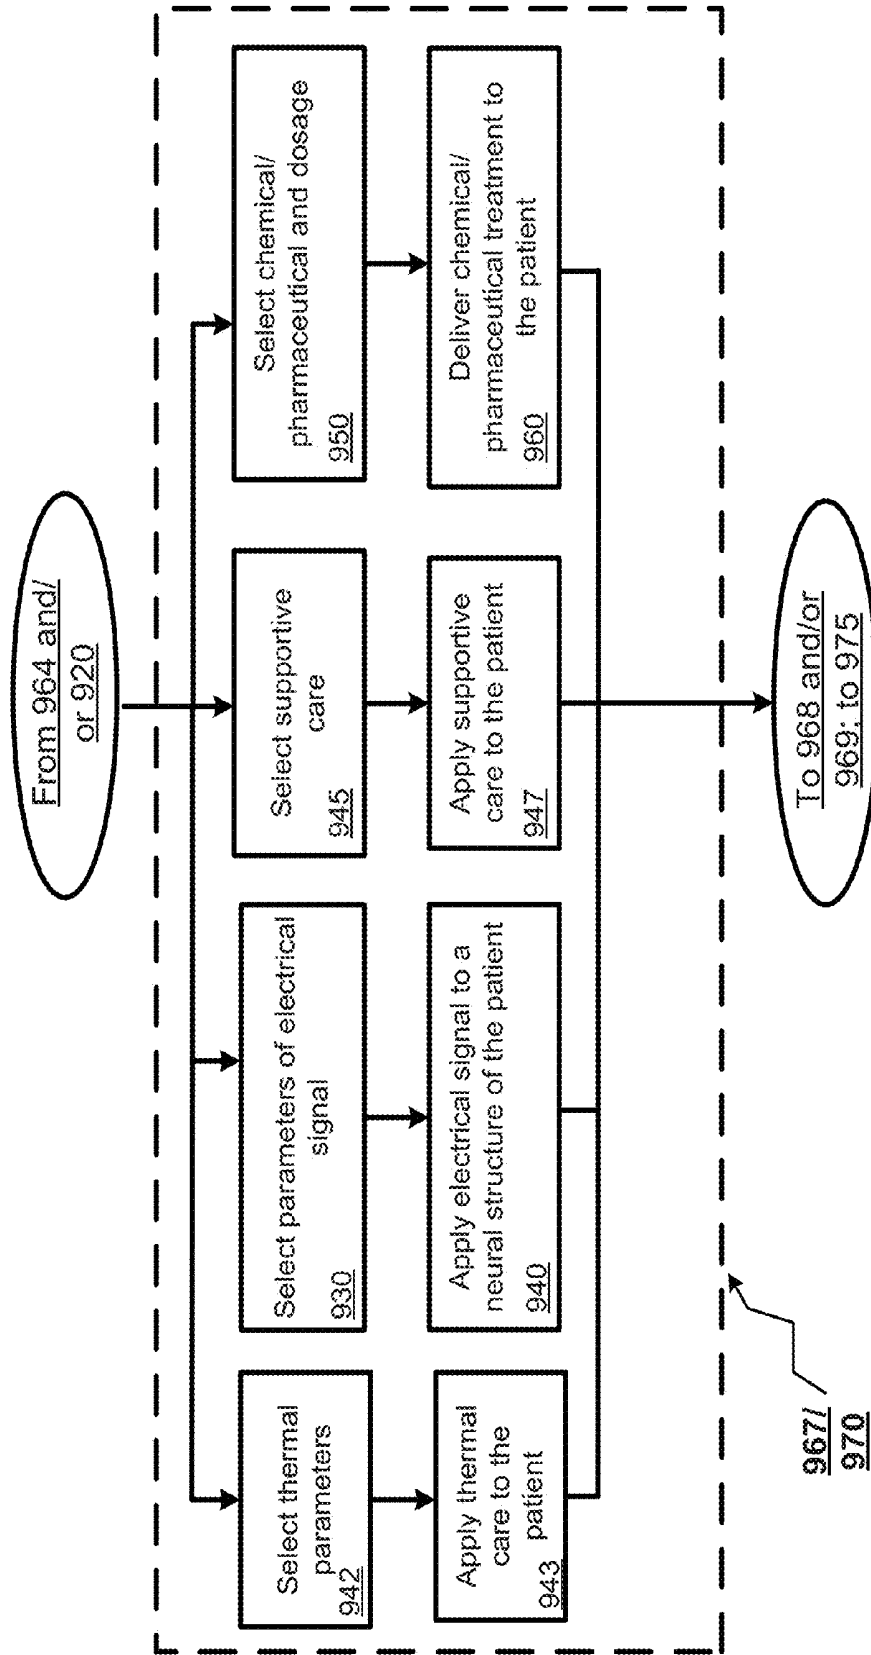 From 964 and/
or 920
Select thermal
parameters
942
Select parameters of electrical
signal
930
Select supportive
care
945
Select chemical/
pharmaceutical and dosage
950
Apply thermal
care to the
patient
943
Apply electrical signal to a
neural structure of the patient
940
Apply supportive
care to the patient
947
Deliver chemical/
pharmaceutical treatment to
the patient
960
967/
970
To 968 and/or
969; to 975